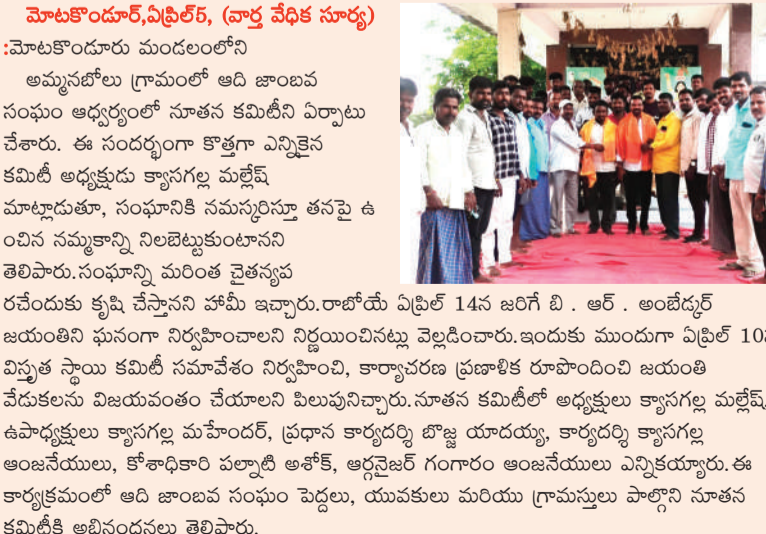 మోటకొండూర్,ఏప్రిల్5, (వార్త వేధిక సూర్య)
:మోటకొండూరు మండలంలోని
అమ్మనబోలు గ్రామంలో ఆది జాంబవ
సంఘం ఆధ్వర్యంలో నూతన కమిటీని ఏర్పాటు
చేశారు. ఈ సందర్భంగా కొత్తగా ఎన్నికైన
కమిటీ అధ్యక్షుడు క్యాసగల్ల మల్లేష్
మాట్లాడుతూ, సంఘానికి నమస్కరిస్తూ తనపై ఉ
ంచిన నమ్మకాన్ని నిలబెట్టుకుంటానని
తెలిపారు.సంఘాన్ని మరింత చైతన్యప
రచేందుకు కృషి చేస్తానని హామీ ఇచ్చారు.రాబోయే ఏప్రిల్ 14న జరిగే బి . ఆర్ . అంబేడ్కర్
జయంతిని ఘనంగా నిర్వహించాలని నిర్ణయించినట్లు వెల్లడించారు.ఇందుకు ముందుగా ఏప్రిల్ 10న
విస్తృత స్థాయి కమిటీ సమావేశం నిర్వహించి, కార్యాచరణ ప్రణాళిక రూపొందించి జయంతి
వేడుకలను విజయవంతం చేయాలని పిలుపునిచ్చారు.నూతన కమిటీలో అధ్యక్షులు క్యాసగల్ల మల్లేష్,
ఉపాధ్యక్షులు క్యాసగల్ల మహేందర్, ప్రధాన కార్యదర్శి బొజ్జ యాదయ్య, కార్యదర్శి క్యాసగల్ల
ఆంజనేయులు, కోశాధికారి పల్నాటి అశోక్, ఆర్గనైజర్ గంగారం ఆంజనేయులు ఎన్నికయ్యారు.ఈ
కార్యక్రమంలో ఆది జాంబవ సంఘం పెద్దలు, యువకులు మరియు గ్రామస్తులు పాల్గొని నూతన
కమిటీకి అభినందనలు తెలిపారు.